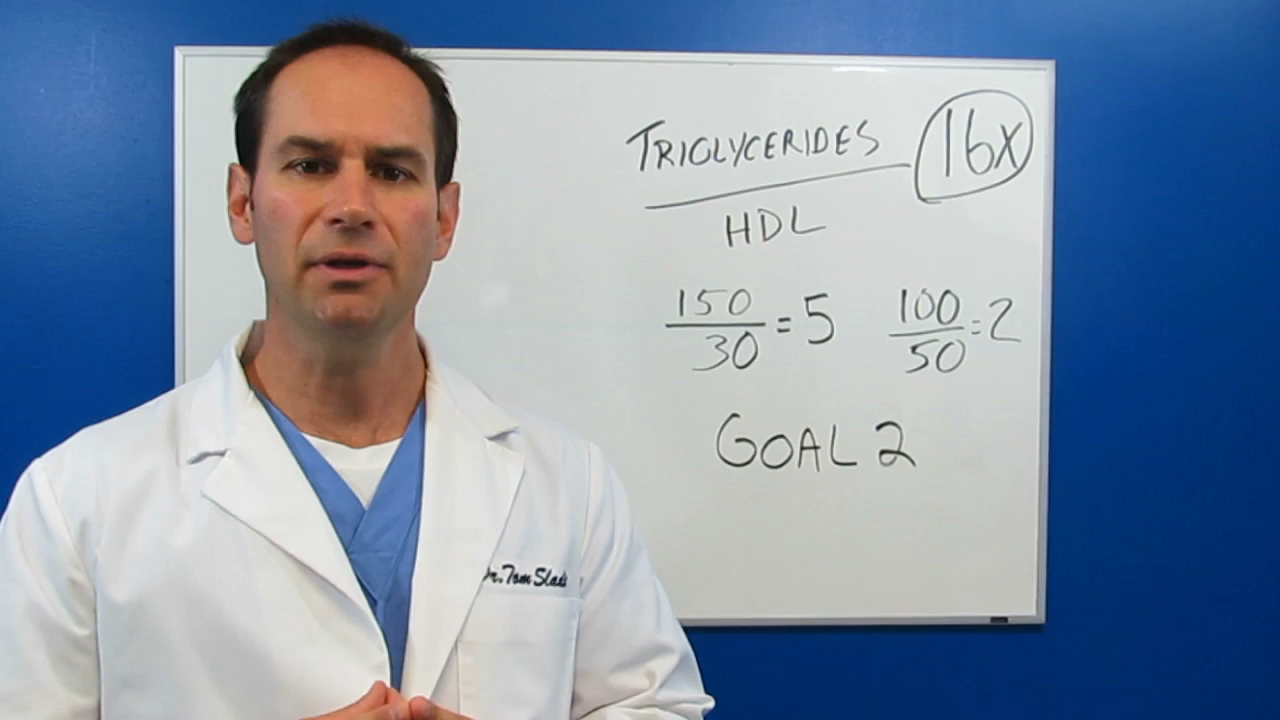 TRIGLYCERIDES 16X
HDL
150 / 30 = 5
100 / 50 = 2
GOAL 2
Dr. Tom